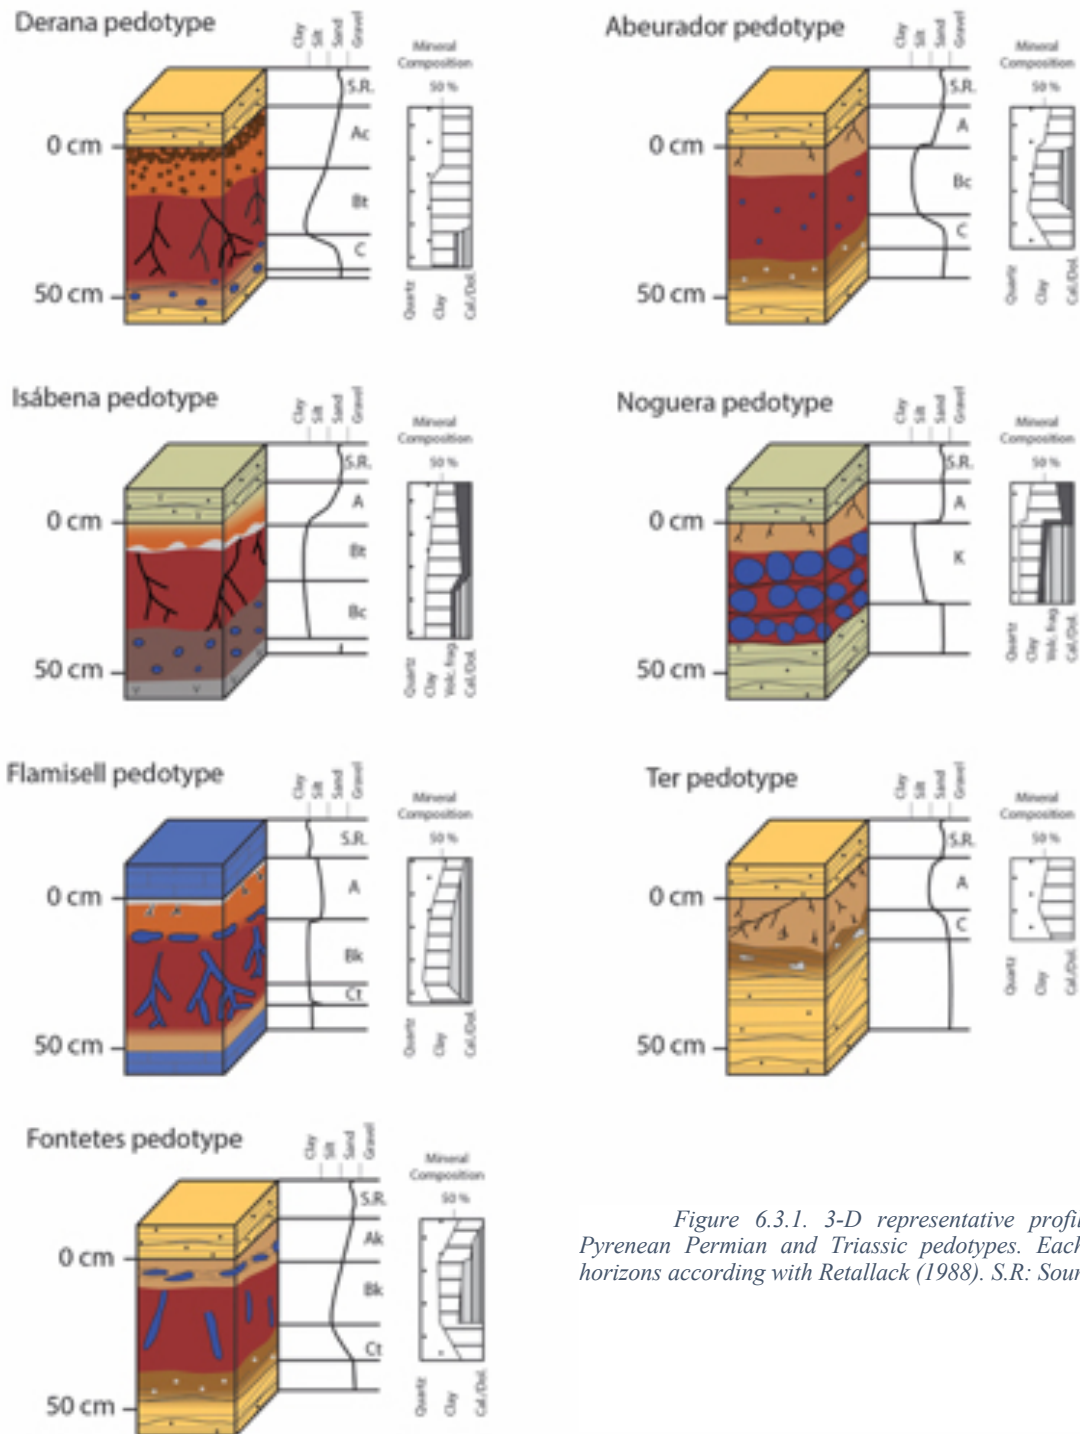 Derana pedotype
Clay
Silt
Sand
Gravel
Mineral
Composition
50 %
S.R.
Ac
0 cm
Bt
C
50 cm
Quartz
Clay
Cal./Dol.
Abeurador pedotype
Clay
Silt
Sand
Gravel
Mineral
Composition
50 %
S.R.
A
0 cm
Bc
C
50 cm
Quartz
Clay
Cal./Dol.
Isábena pedotype
Clay
Silt
Sand
Gravel
Mineral
Composition
50 %
S.R.
A
0 cm
Bt
Bc
50 cm
Quartz
Clay
Volc. frag
Cal./Dol.
Noguera pedotype
Clay
Silt
Sand
Gravel
Mineral
Composition
50 %
S.R.
A
0 cm
K
50 cm
Quartz
Clay
Volc. frag
Cal./Dol.
Flamisell pedotype
Clay
Silt
Sand
Gravel
Mineral
Composition
50 %
S.R.
A
0 cm
Bk
Ct
50 cm
Quartz
Clay
Cal./Dol.
Ter pedotype
Clay
Silt
Sand
Gravel
Mineral
Composition
50 %
S.R.
A
0 cm
C
50 cm
Quartz
Clay
Cal./Dol.
Fontetes pedotype
Clay
Silt
Sand
Gravel
Mineral
Composition
50 %
S.R.
Ak
0 cm
Bk
Ct
50 cm
Quartz
Clay
Cal./Dol.
Figure 6.3.1. 3-D representative profil
Pyrenean Permian and Triassic pedotypes. Each
horizons according with Retallack (1988). S.R: Sour